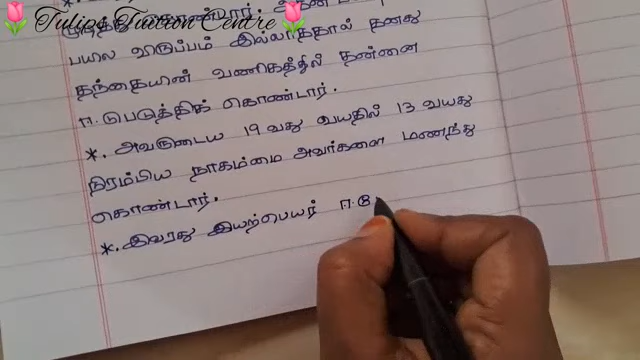 Tulips Tuition Centre
பயில விருப்பம் இல்லாததால் தனது
தந்தையின் வணிகத்தில் தன்னை
ஈடுபடுத்திக் கொண்டார்.
*. அவருடைய 19 வது வயதில் 13 வயது
நிரம்பிய நாகம்மை அவர்களை மணந்து
கொண்டார்.
*. இவரது இயற்பெயர் ஈ.வே